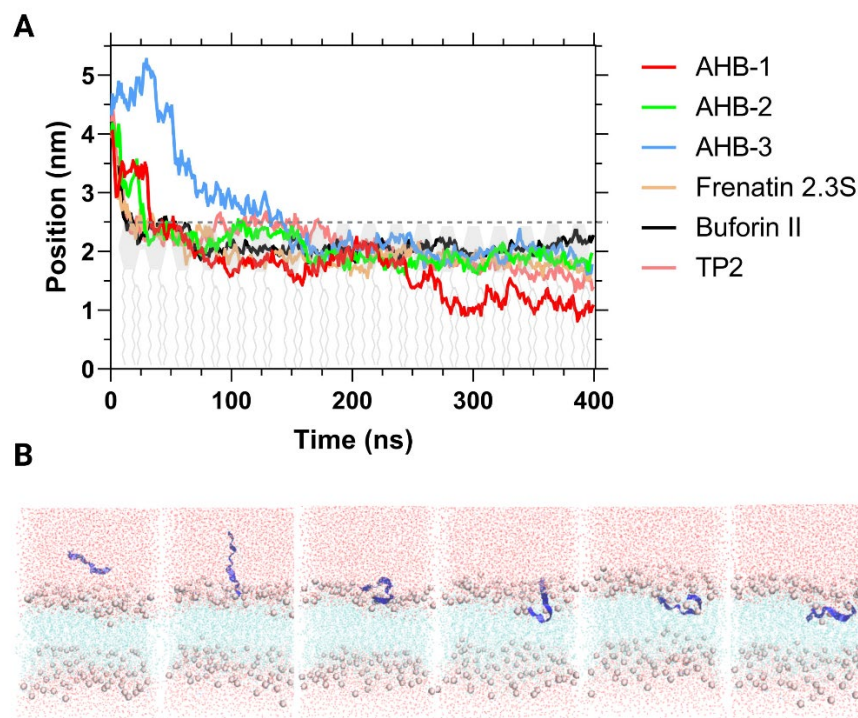 A
Position (nm)
5
4
3
2
1
0
0
100
200
300
400
Time (ns)
AHB-1
AHB-2
AHB-3
Frenatin 2.3S
Buforin II
TP2
B